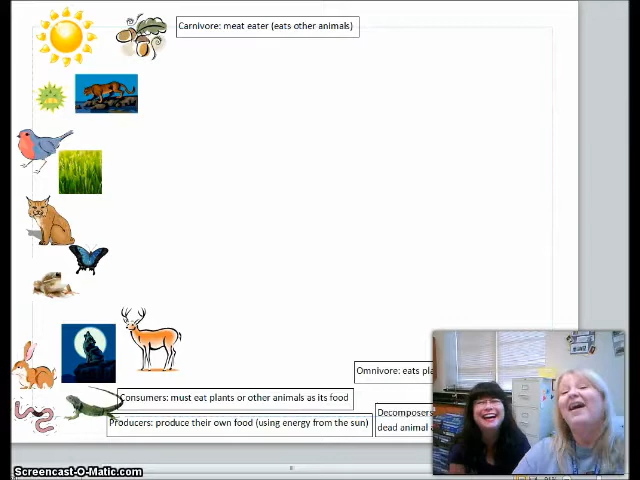 Carnivore: meat eater (eats other animals)
Omnivore: eats
Consumers: must eat plants or other animals as its food
Producers: produce their own food (using energy from the sun)
Decomposers:
dead animal
Screencast-O-Matic.com